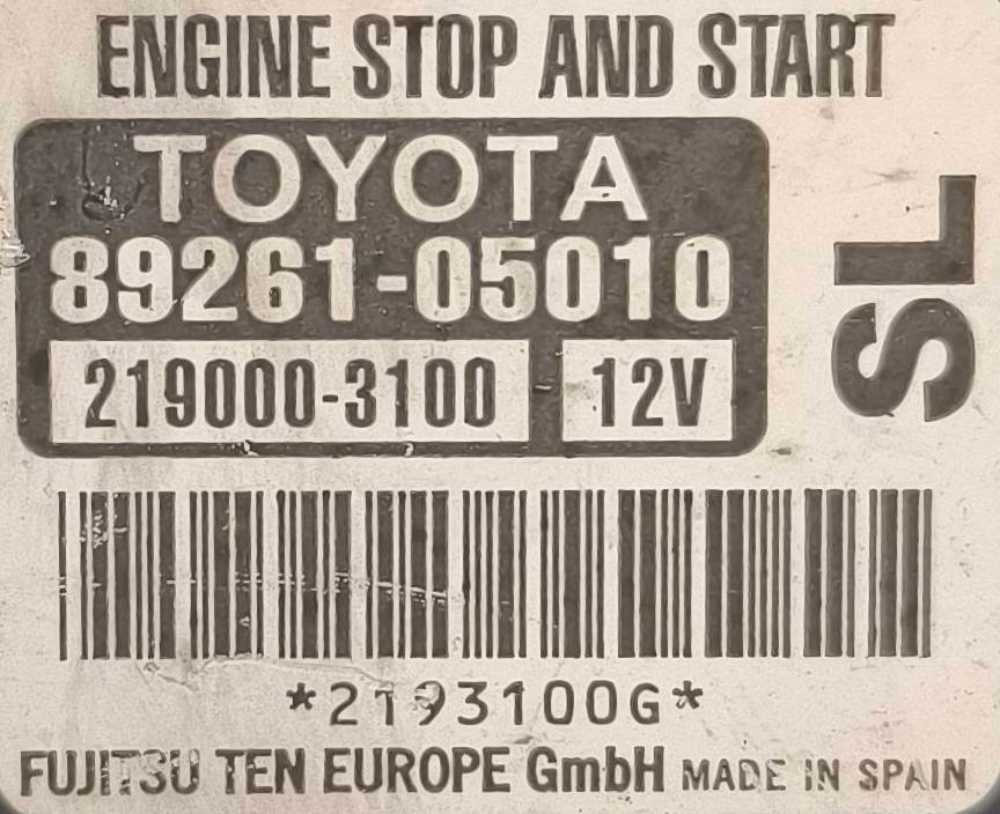 ENGINE STOP AND START
TOYOTA
89261-05010
219000-3100 12V
SL
*2193100G*
FUJITSU TEN EUROPE GmbH MADE IN SPAIN